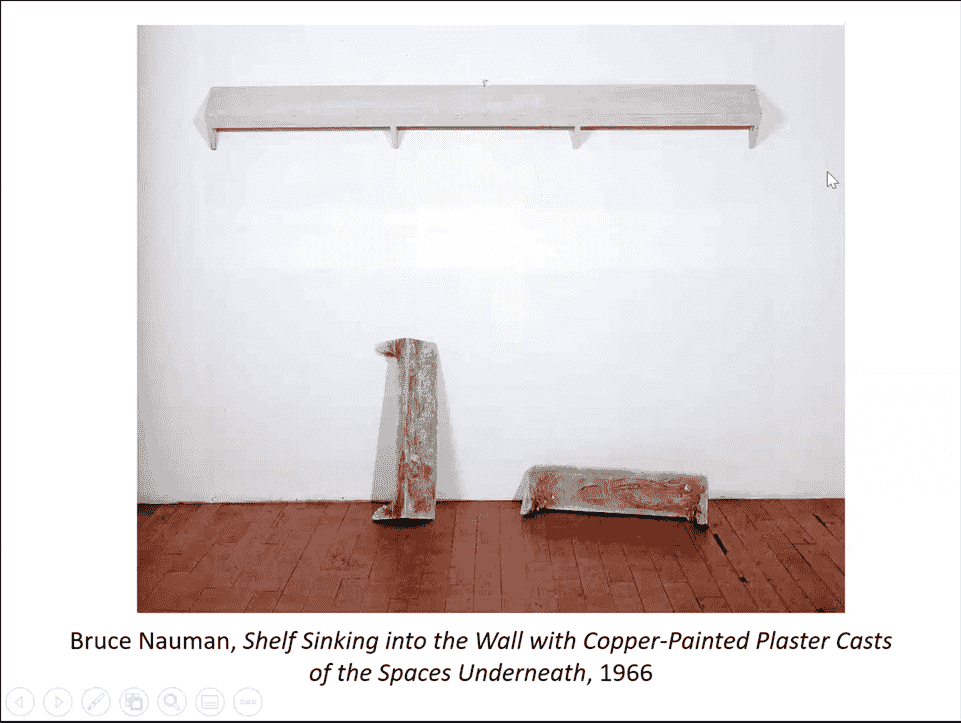 Bruce Nauman, Shelf Sinking into the Wall with Copper-Painted Plaster Casts
of the Spaces Underneath, 1966